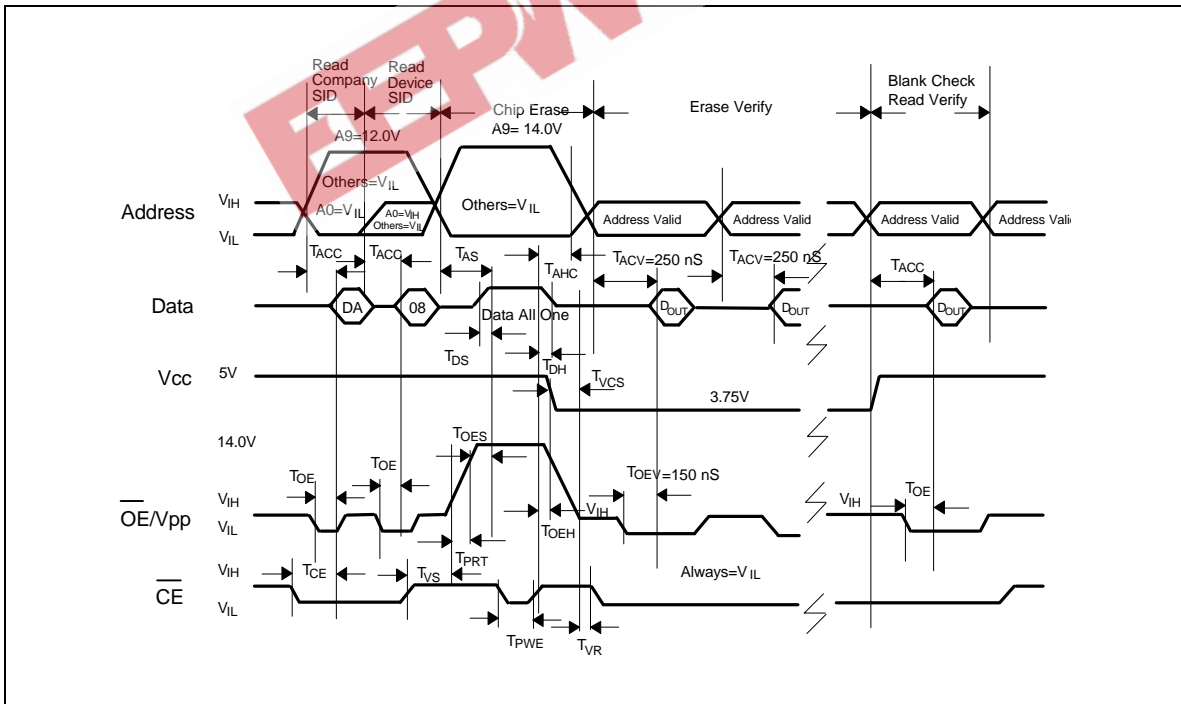 EEPW
Read Company SID
Read Device SID
Chip Erase
Erase Verify
Blank Check Read Verify
A9=12.0V
A9= 14.0V
Others=VIL
A0=VIL
A0=VIH
Others=VIL
Others=VIL
Address
VIH
VIL
Address Valid
Address Valid
Address Valid
Address Valid
TACC
TACC
TAS
TAHC
TACV=250 nS
TACV=250 nS
TACC
Data
DA
08
Data All One
DOUT
DOUT
DOUT
TDS
TDH
TVCS
Vcc
5V
3.75V
14.0V
TOES
TOE
TOE
TOEV=150 nS
TOE
OE/Vpp
VIH
VIL
VIH
VIH
TOEH
TPRT
CE
VIH
VIL
TCE
TVS
Always=VIL
TPWE
TVR